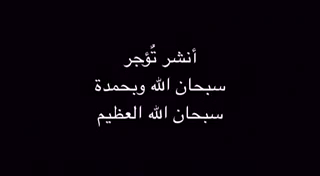 أنشر تٌؤجر
سبحان الله وبحمدة
سبحان الله العظيم